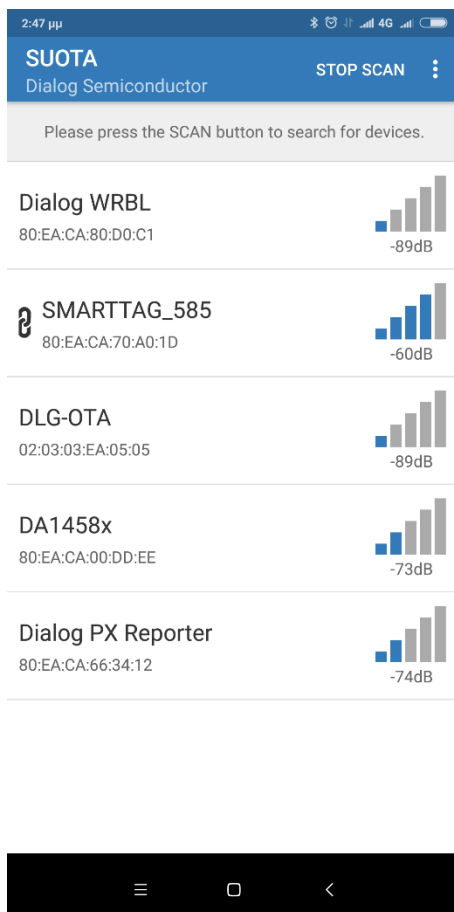 2:47 μμ 4G
SUOTA
Dialog Semiconductor
STOP SCAN
Please press the SCAN button to search for devices.
Dialog WRBL
80:EA:CA:80:D0:C1
-89dB
SMARTTAG_585
80:EA:CA:70:A0:1D
-60dB
DLG-OTA
02:03:03:EA:05:05
-89dB
DA1458x
80:EA:CA:00:DD:EE
-73dB
Dialog PX Reporter
80:EA:CA:66:34:12
-74dB